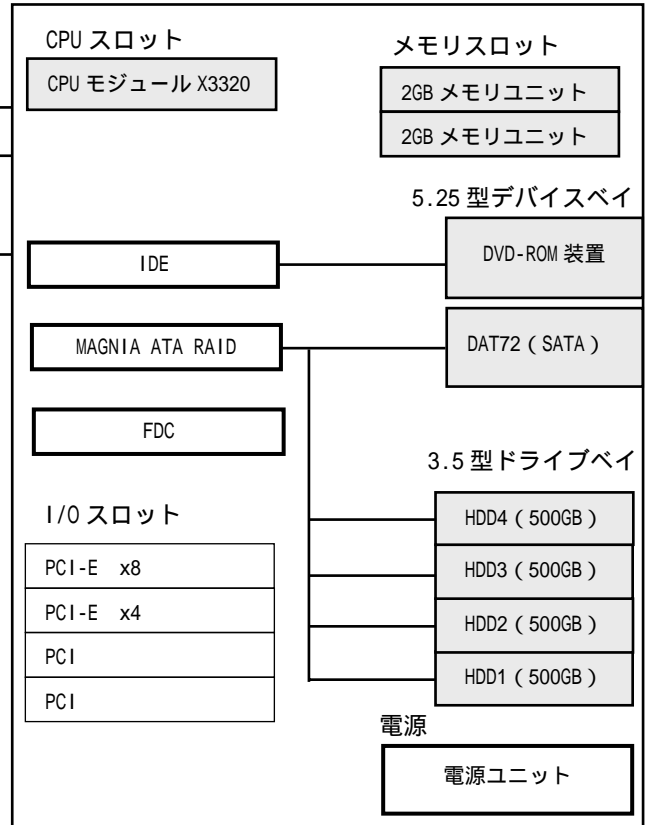 CPU スロット
CPU モジュール X3320
メモリスロット
2GB メモリユニット
2GB メモリユニット
5.25 型デバイスベイ
IDE
DVD-ROM 装置
MAGNIA ATA RAID
DAT72 ( SATA )
FDC
3.5 型ドライブベイ
I/O スロット
HDD4 ( 500GB )
PCI-E x8
HDD3 ( 500GB )
PCI-E x4
HDD2 ( 500GB )
PCI
HDD1 ( 500GB )
PCI
電源
電源ユニット